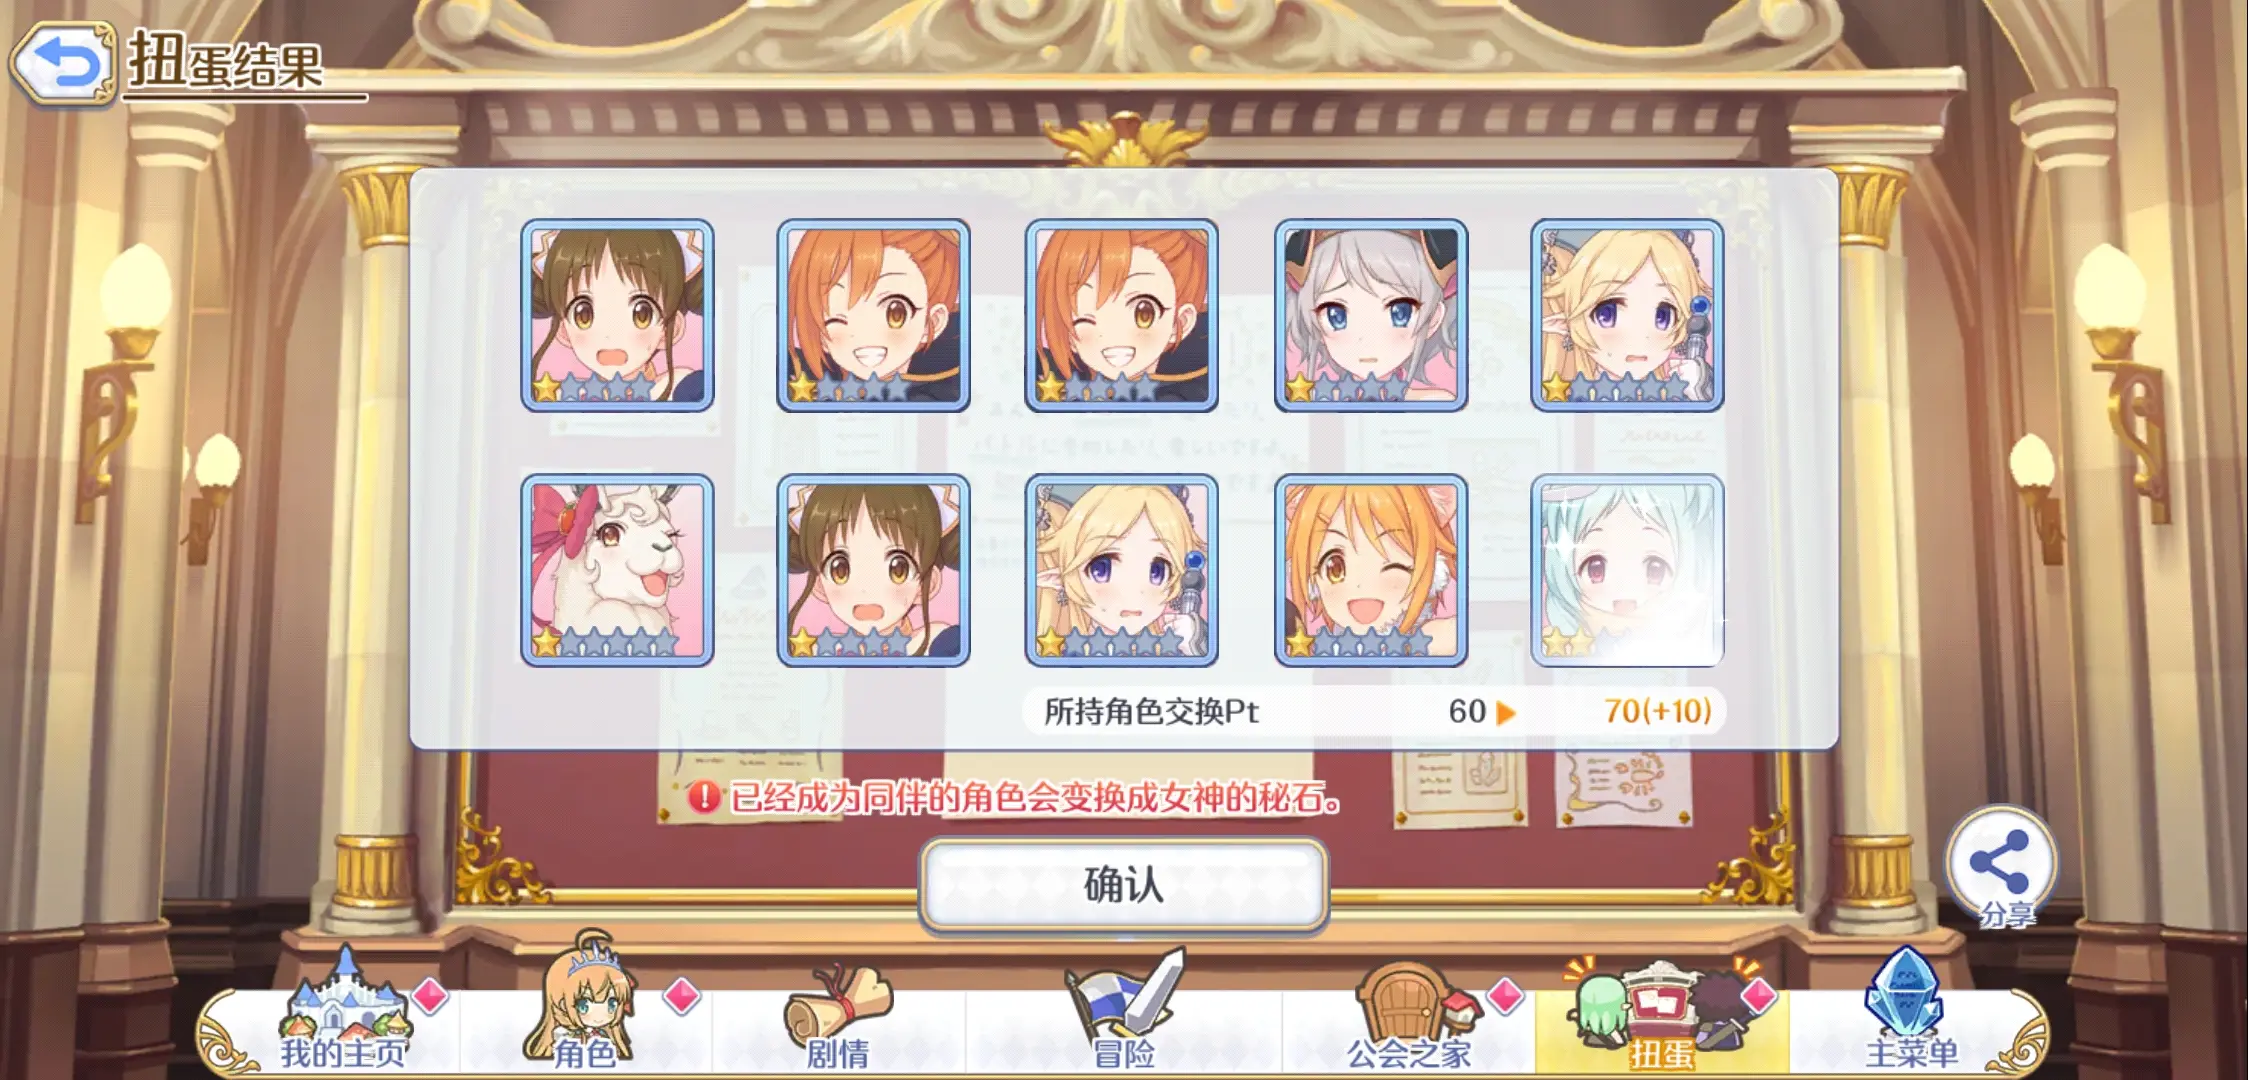 扭蛋结果
所持角色交换Pt 60 70(+10)
已经成为同伴的角色会变换成女神的秘石。
确认
分享
我的主页 角色 剧情 冒险 公会之家 扭蛋 主菜单